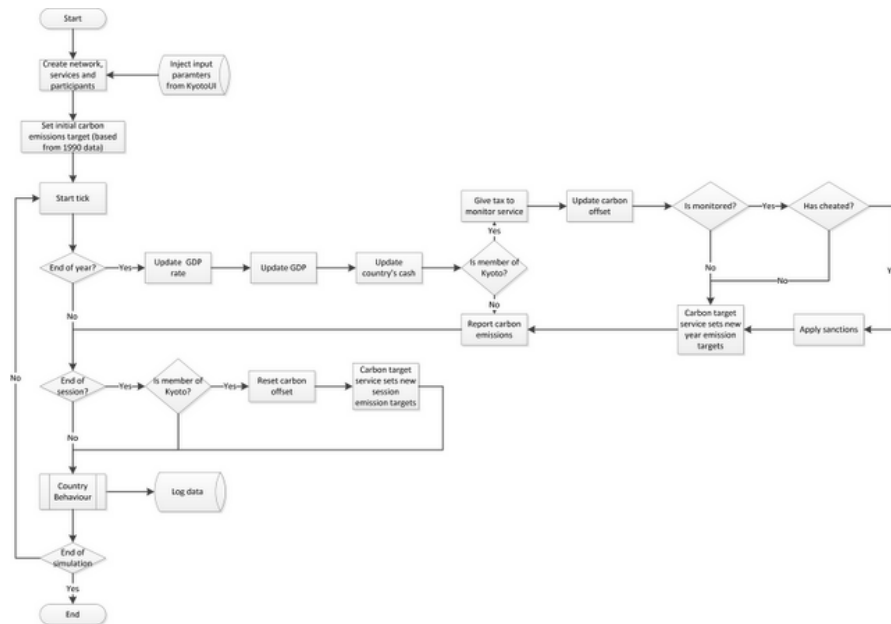 Start
Create network,
services and
participants
Inject input
paramters
from KyotoUI
Set initial carbon
emissions target (based
from 1990 data)
Start tick
Give tax to
monitor service
Update carbon
offset
Is monitored?
Yes
Has cheated?
Yes
End of year?
Yes
Update GDP
rate
Update GDP
Update
country's cash
Is member of
Kyoto?
No
No
Y
No
No
Report carbon
emissions
Carbon target
service sets new
year emission
targets
Apply sanctions
No
End of
session?
Yes
Is member of
Kyoto?
Yes
Reset carbon
offset
Carbon target
service sets new
session
emission targets
No
Country
Behaviour
Log data
End of
simulation
Yes
End